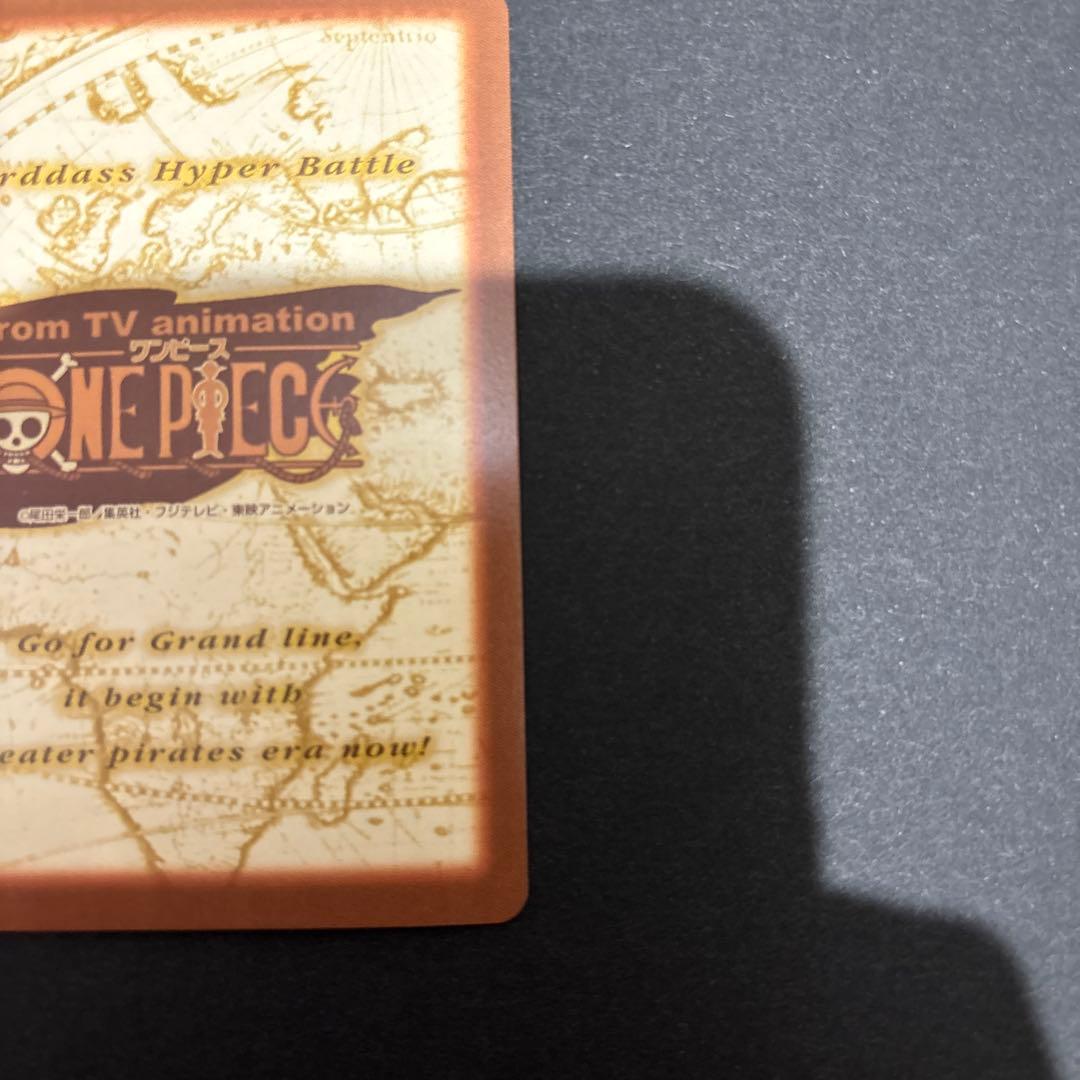 Septentrio
rddass Hyper Battle
rom TV animation
ワンピース
ONE PIECE
©尾田栄一郎／集英社・フジテレビ・東映アニメーション
Go for Grand line,
it begin with
eater pirates era now!